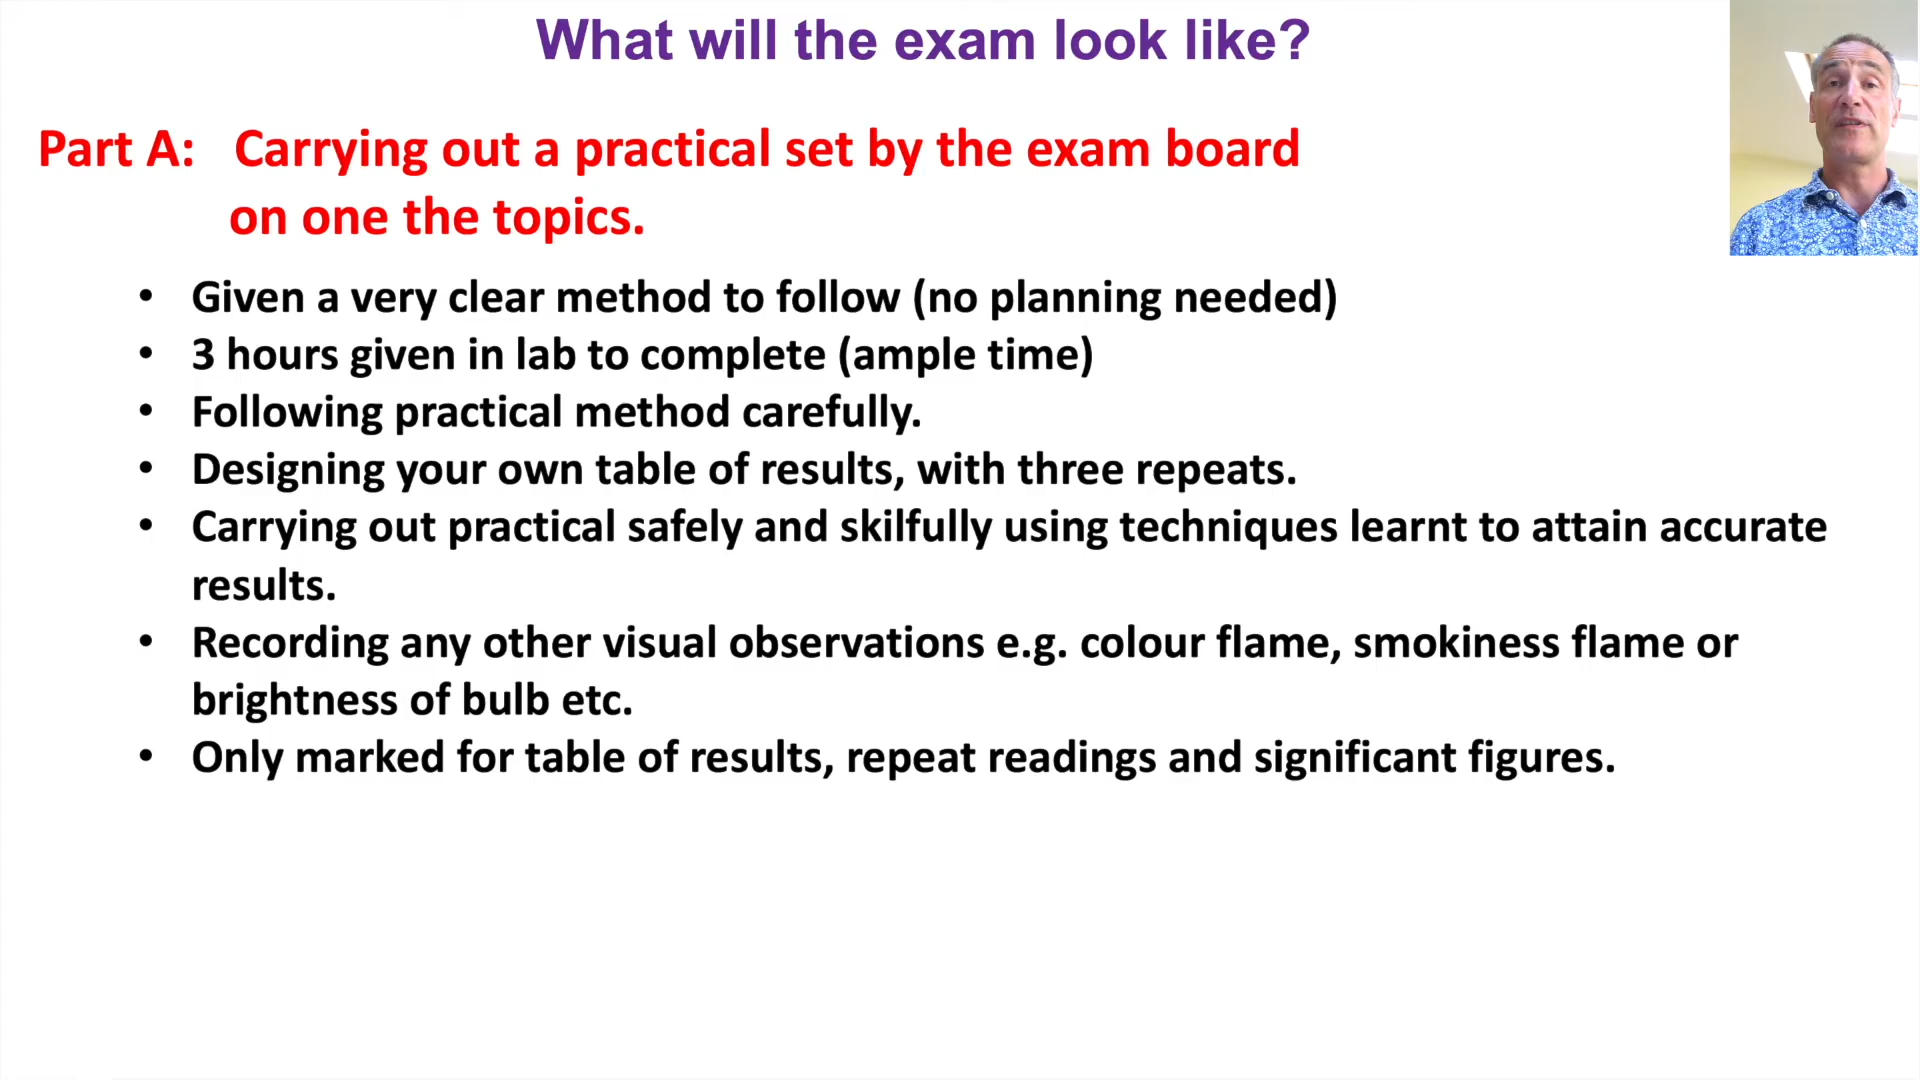 What will the exam look like?
Part A: Carrying out a practical set by the exam board
on one the topics.
• Given a very clear method to follow (no planning needed)
• 3 hours given in lab to complete (ample time)
• Following practical method carefully.
• Designing your own table of results, with three repeats.
• Carrying out practical safely and skilfully using techniques learnt to attain accurate
results.
• Recording any other visual observations e.g. colour flame, smokiness flame or
brightness of bulb etc.
• Only marked for table of results, repeat readings and significant figures.